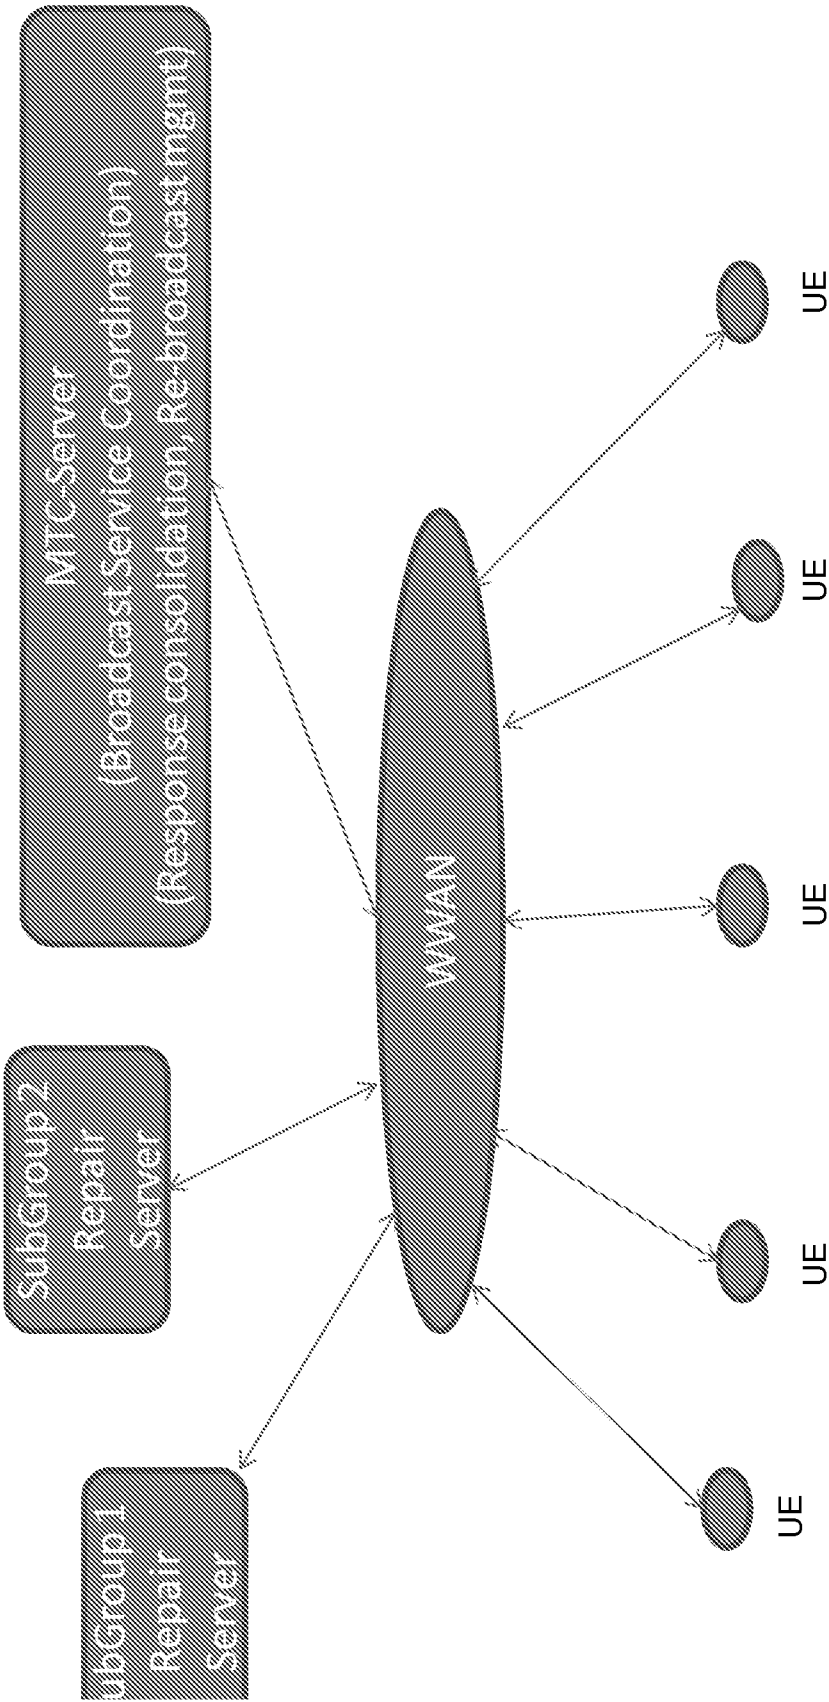 ubGroup 1
Repair
Server
SubGroup 2
Repair
Server
MTC-Server
(Broadcast Service Coordination)
(Response consolidation, Re-broadcast mgmt)
WWAN
UE
UE
UE
UE
UE